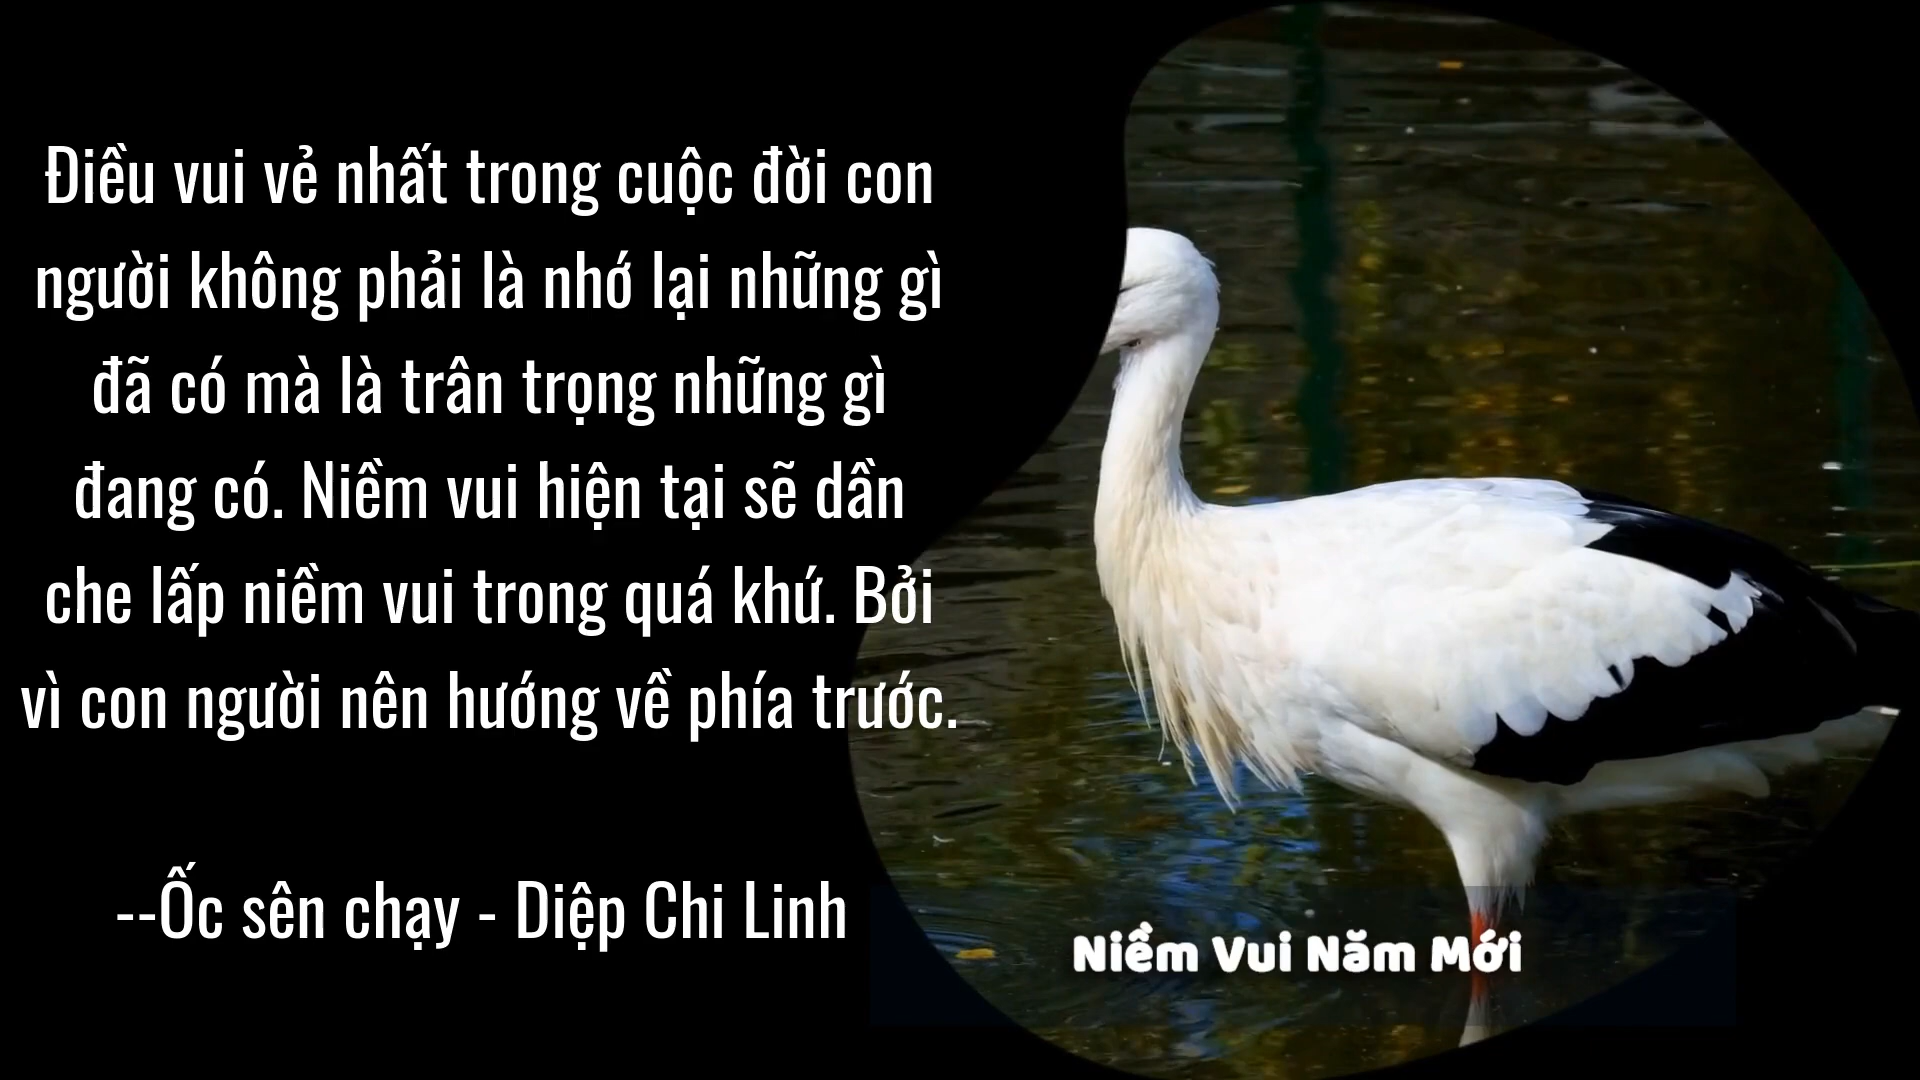 Điều vui vẻ nhất trong cuộc đời con
người không phải là nhớ lại những gì
đã có mà là trân trọng những gì
đang có. Niềm vui hiện tại sẽ dần
che lấp niềm vui trong quá khứ. Bởi
vì con người nên hướng về phía trước.
--Ốc sên chạy - Diệp Chi Linh
Niềm Vui Năm Mới